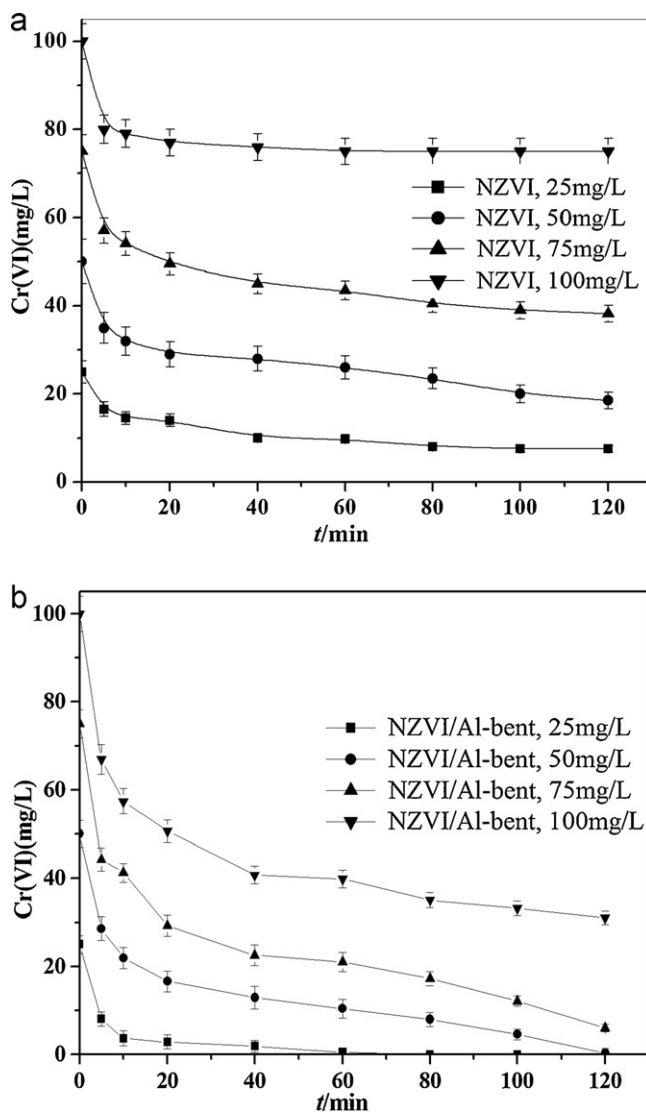 a
100
80
60
40
20
0
Cr(VI)(mg/L)
NZVI, 25mg/L
NZVI, 50mg/L
NZVI, 75mg/L
NZVI, 100mg/L
0 20 40 60 80 100 120
t/min
b
100
80
60
40
20
0
Cr(VI)(mg/L)
NZVI/Al-bent, 25mg/L
NZVI/Al-bent, 50mg/L
NZVI/Al-bent, 75mg/L
NZVI/Al-bent, 100mg/L
0 20 40 60 80 100 120
t/min